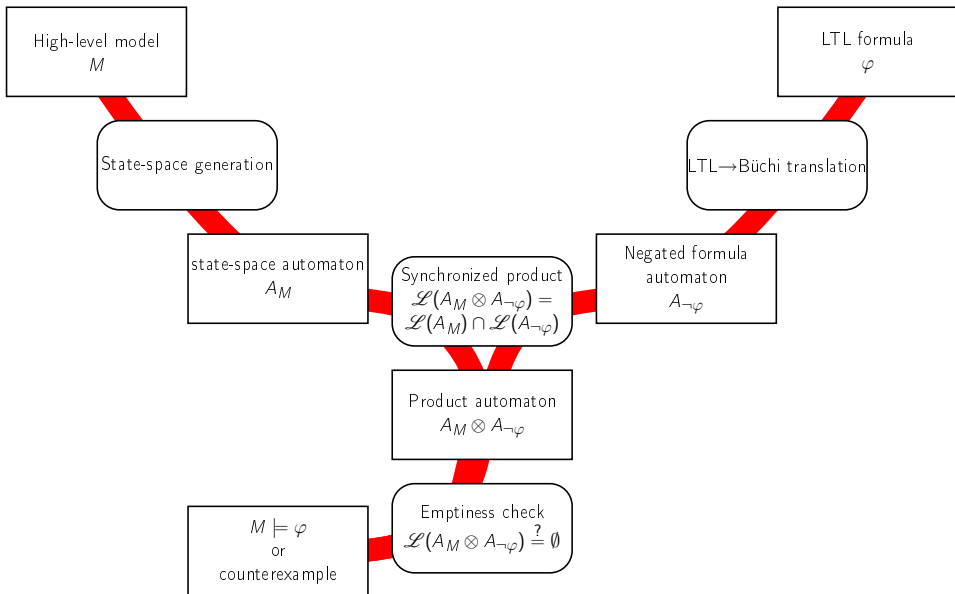 High-level model
M
LTL formula
φ
State-space generation
LTL→Büchi translation
state-space automaton
A_M
Synchronized product
ℒ(A_M ⊗ A_¬φ) =
ℒ(A_M) ∩ ℒ(A_¬φ)
Negated formula
automaton
A_¬φ
Product automaton
A_M ⊗ A_¬φ
Emptiness check
ℒ(A_M ⊗ A_¬φ) ≟ ∅
M ⊨ φ
or
counterexample